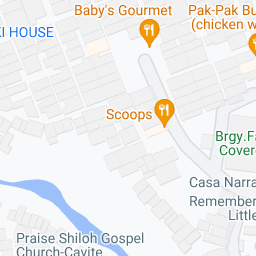 Baby's Gourmet
Pak-Pak Bu
(chicken w
KI HOUSE
Scoops
Brgy.Fa
Cover
Casa Narra
Remember
Little
Praise Shiloh Gospel
Church-Cavite